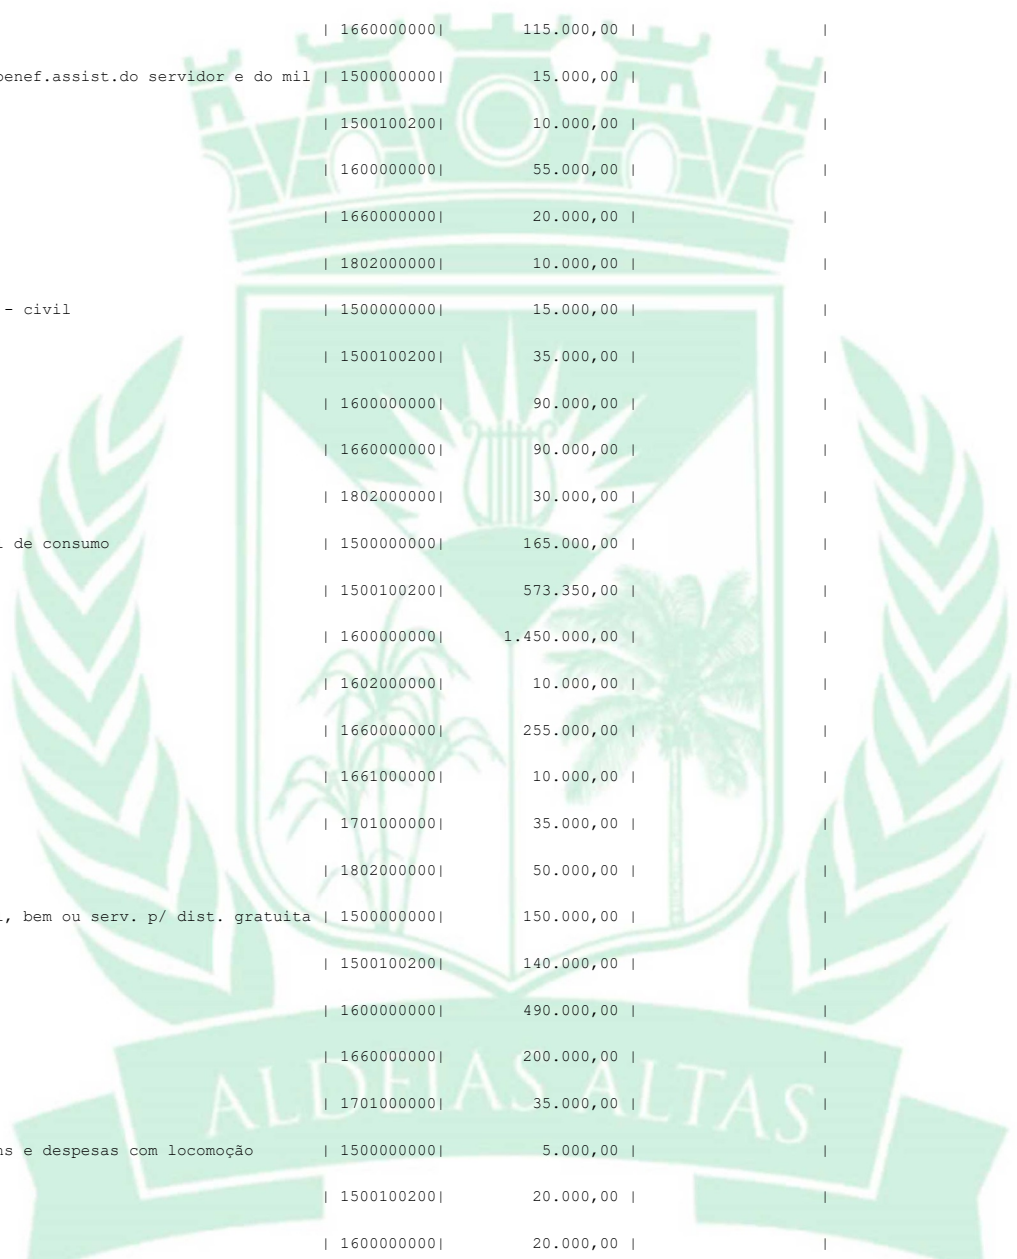 | 1660000000| 115.000,00 | |
benef.assist.do servidor e do mil | 1500000000| 15.000,00 | |
| 1500100200| 10.000,00 | |
| 1600000000| 55.000,00 | |
| 1660000000| 20.000,00 | |
| 1802000000| 10.000,00 | |
- civil | 1500000000| 15.000,00 | |
| 1500100200| 35.000,00 | |
| 1600000000| 90.000,00 | |
| 1660000000| 90.000,00 | |
| 1802000000| 30.000,00 | |
de consumo | 1500000000| 165.000,00 | |
| 1500100200| 573.350,00 | |
| 1600000000| 1.450.000,00 | |
| 1602000000| 10.000,00 | |
| 1660000000| 255.000,00 | |
| 1661000000| 10.000,00 | |
| 1701000000| 35.000,00 | |
| 1802000000| 50.000,00 | |
, bem ou serv. p/ dist. gratuita | 1500000000| 150.000,00 | |
| 1500100200| 140.000,00 | |
| 1600000000| 490.000,00 | |
| 1660000000| 200.000,00 | |
ALDEIAS ALTAS
| 1701000000| 35.000,00 | |
s e despesas com locomoção | 1500000000| 5.000,00 | |
| 1500100200| 20.000,00 | |
| 1600000000| 20.000,00 | |